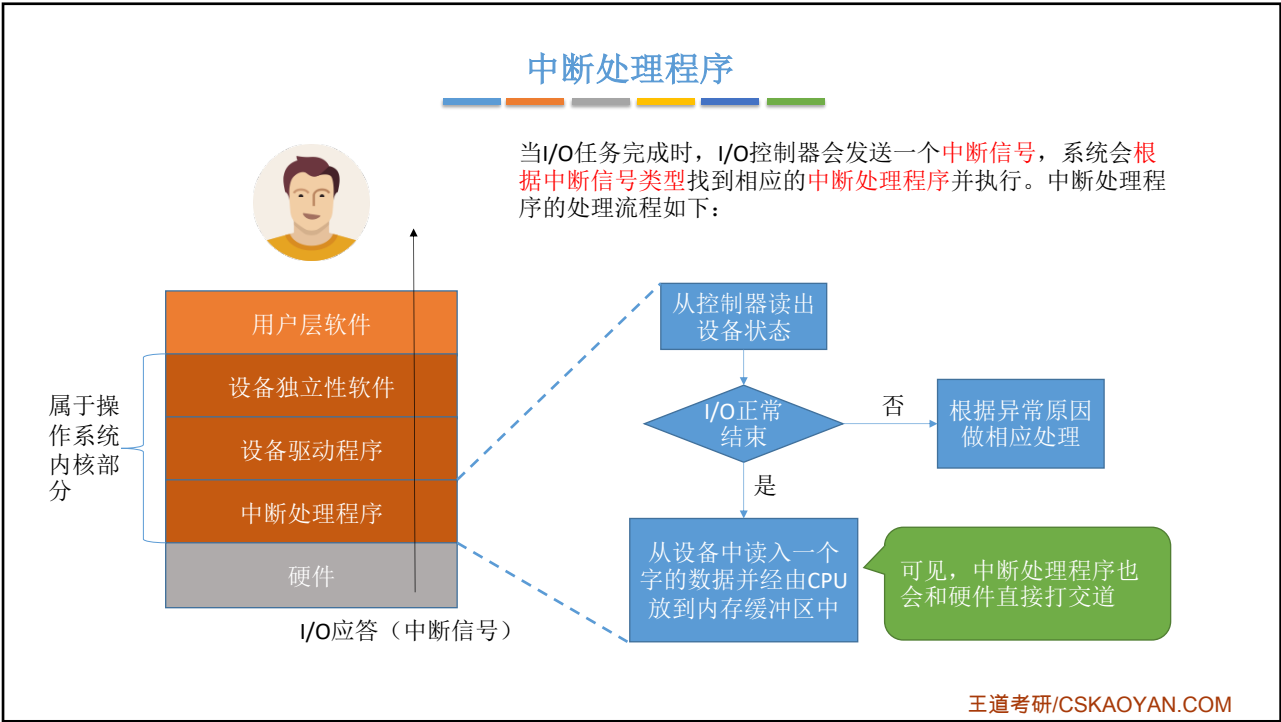 中断处理程序
当I/O任务完成时，I/O控制器会发送一个中断信号，系统会根
据中断信号类型找到相应的中断处理程序并执行。中断处理程
序的处理流程如下：
用户层软件
设备独立性软件
设备驱动程序
中断处理程序
硬件
属于操
作系统
内核部
分
I/O应答（中断信号）
从控制器读出
设备状态
I/O正常
结束
否
根据异常原因
做相应处理
是
从设备中读入一个
字的数据并经由CPU
放到内存缓冲区中
可见，中断处理程序也
会和硬件直接打交道
王道考研/CSKAOYAN.COM